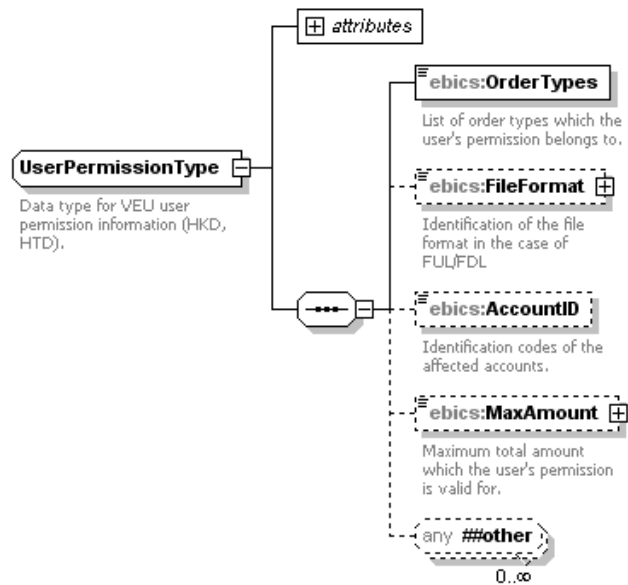 attributes
ebics:OrderTypes
List of order types which the
user's permission belongs to.
UserPermissionType
Data type for VEU user
permission information (HKD,
HTD).
ebics:FileFormat
Identification of the file
format in the case of
FUL/FDL
ebics:AccountID
Identification codes of the
affected accounts.
ebics:MaxAmount
Maximum total amount
which the user's permission
is valid for.
any ##other
0..∞